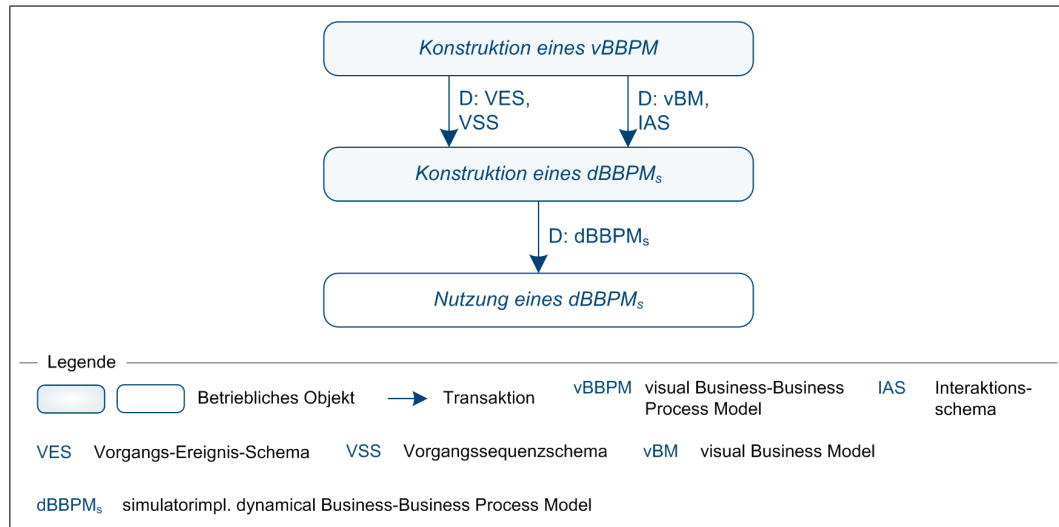 Konstruktion eines vBBPM
D: VES,
VSS
D: vBM,
IAS
Konstruktion eines dBBPMs
D: dBBPMs
Nutzung eines dBBPMs
Legende
Betriebliches Objekt
Transaktion
vBBPM visual Business-Business
Process Model
IAS Interaktions-
schema
VES Vorgangs-Ereignis-Schema VSS Vorgangssequenzschema vBM visual Business Model
dBBPMs simulatorimpl. dynamical Business-Business Process Model